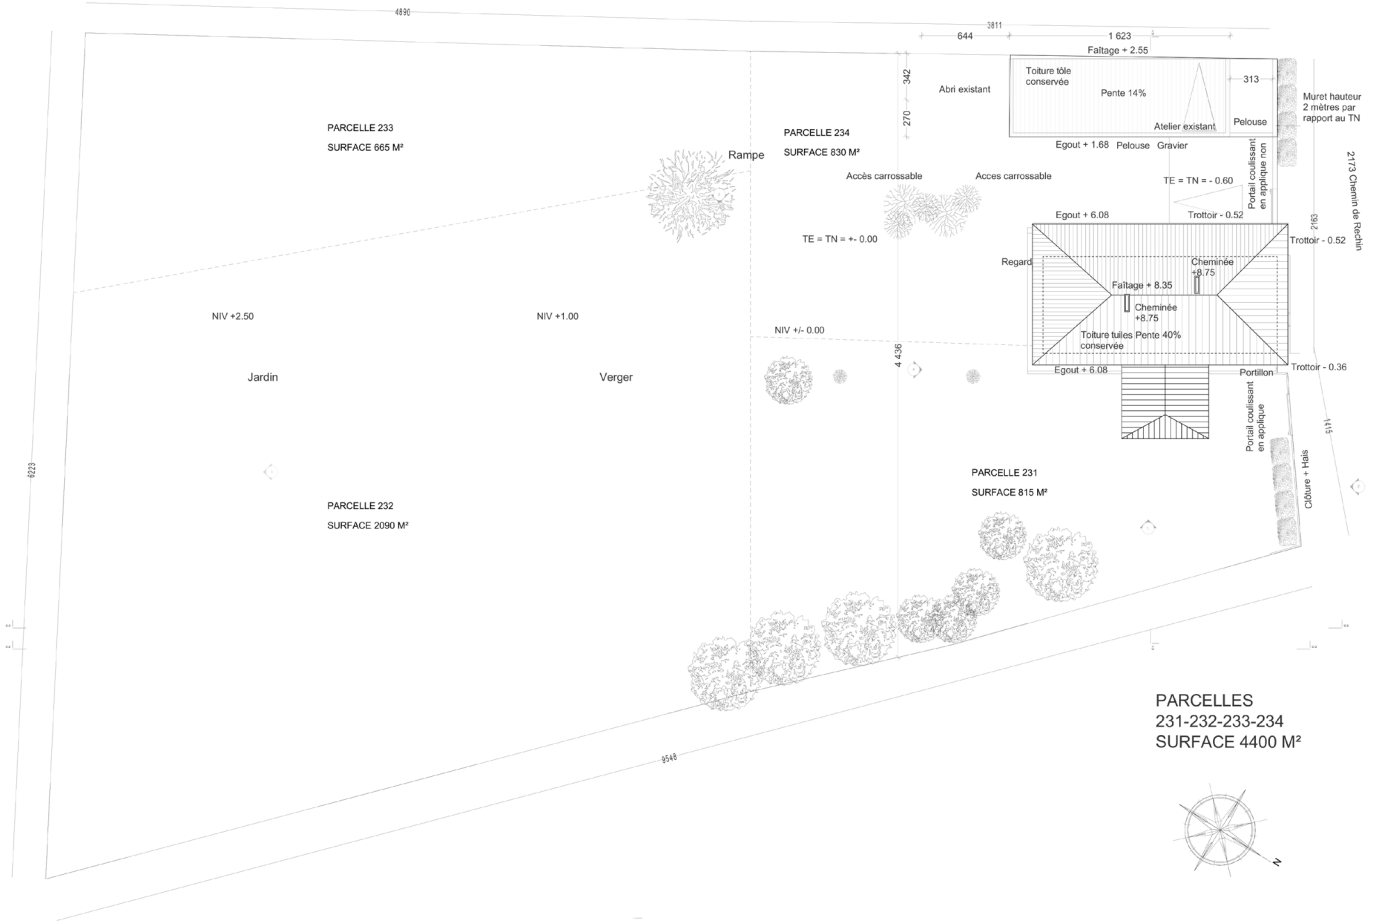 4890
3811
644
1 623
Faîtage + 2.55
342
270
Abri existant
Toiture tôle
conservée
Pente 14%
313
Atelier existant
Pelouse
Muret hauteur
2 mètres par
rapport au TN
PARCELLE 233
SURFACE 665 M²
PARCELLE 234
SURFACE 830 M²
Rampe
Egout + 1.68
Pelouse
Gravier
Accès carrossable
Acces carrossable
TE = TN = - 0.60
Portail coulissant
en applique non
2173 Chemin de Rechin
2163
Egout + 6.08
Trottoir - 0.52
TE = TN = +- 0.00
Trottoir - 0.52
Regard
Cheminée
+8.75
Faîtage + 8.35
Cheminée
+8.75
NIV +2.50
NIV +1.00
NIV +/- 0.00
Toiture tuiles Pente 40%
conservée
4 436
Egout + 6.08
Portillon
Trottoir - 0.36
Jardin
Verger
Portail coulissant
en applique
1415
6223
PARCELLE 231
SURFACE 815 M²
Clôture + Hais
PARCELLE 232
SURFACE 2090 M²
9548
PARCELLES
231-232-233-234
SURFACE 4400 M²
N